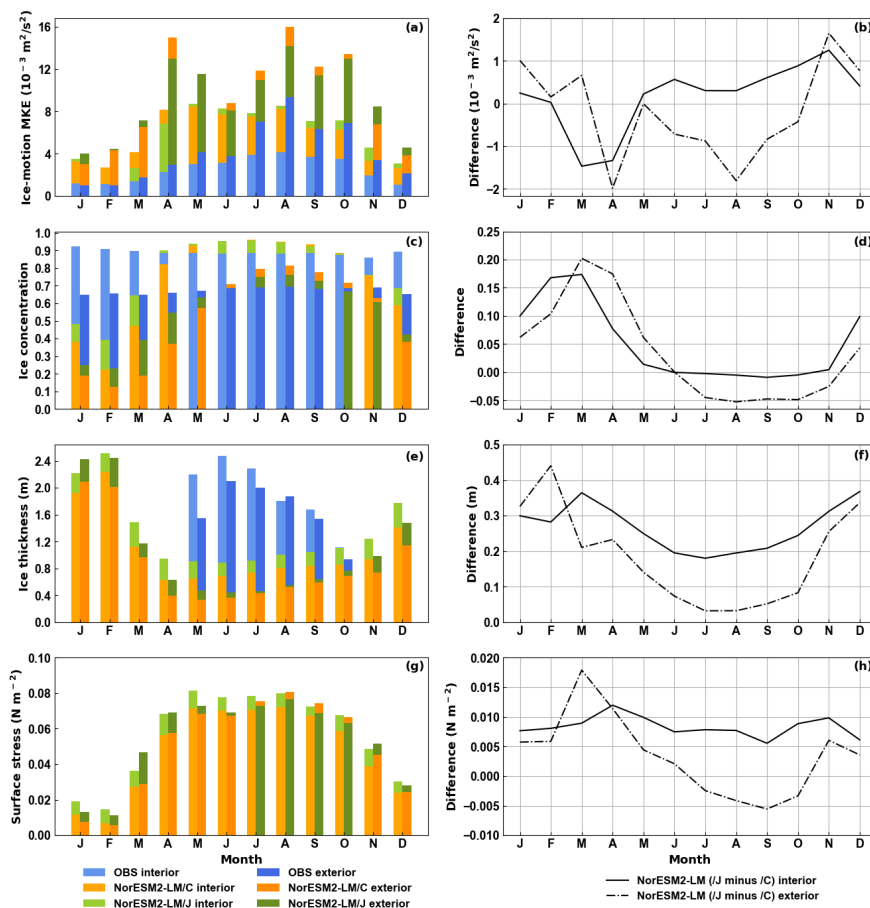 (a)
Ice-motion MKE (10⁻³ m²/s²)
16
12
8
4
0
J F M A M J J A S O N D
(b)
Difference (10⁻³ m²/s²)
2
1
0
−1
−2
J F M A M J J A S O N D
(c)
Ice concentration
1.0
0.9
0.8
0.7
0.6
0.5
0.4
0.3
0.2
0.1
0.0
J F M A M J J A S O N D
(d)
Difference
0.25
0.20
0.15
0.10
0.05
0.00
−0.05
J F M A M J J A S O N D
(e)
Ice thickness (m)
2.4
2.0
1.6
1.2
0.8
0.4
0.0
J F M A M J J A S O N D
(f)
Difference (m)
0.5
0.4
0.3
0.2
0.1
0.0
J F M A M J J A S O N D
(g)
Surface stress (N m⁻²)
0.10
0.08
0.06
0.04
0.02
0.00
J F M A M J J A S O N D
Month
(h)
Difference (N m⁻²)
0.020
0.015
0.010
0.005
0.000
−0.005
−0.010
J F M A M J J A S O N D
Month
OBS interior
NorESM2-LM/C interior
NorESM2-LM/J interior
OBS exterior
NorESM2-LM/C exterior
NorESM2-LM/J exterior
NorESM2-LM (/J minus /C) interior
NorESM2-LM (/J minus /C) exterior